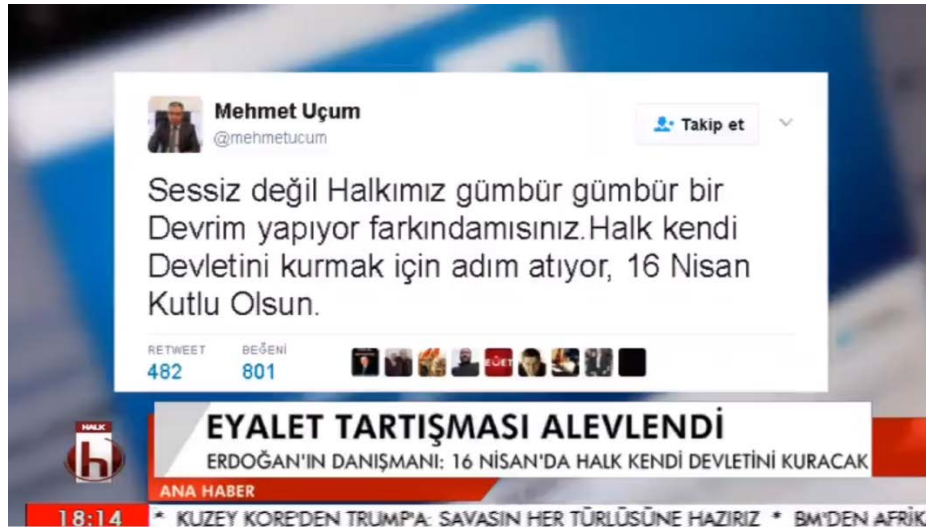 Mehmet Uçum
@mehmetucum
Takip et
Sessiz değil Halkımız gümbür gümbür bir
Devrim yapıyor farkındamısınız.Halk kendi
Devletini kurmak için adım atıyor, 16 Nisan
Kutlu Olsun.
RETWEET BEĞENİ
482 801
EYALET TARTIŞMASI ALEVLENDİ
ERDOĞAN'IN DANIŞMANI: 16 NİSAN'DA HALK KENDİ DEVLETİNİ KURACAK
HALK
h
ANA HABER
18:14 * KUZEY KORE'DEN TRUMP'A: SAVAŞIN HER TÜRLÜSÜNE HAZIRIZ * BM'DEN AFRİK